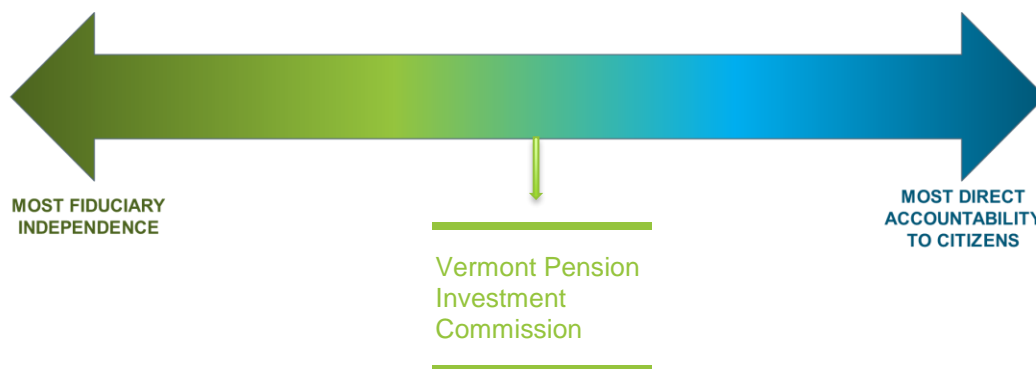 MOST FIDUCIARY
INDEPENDENCE
MOST DIRECT
ACCOUNTABILITY
TO CITIZENS
Vermont Pension
Investment
Commission